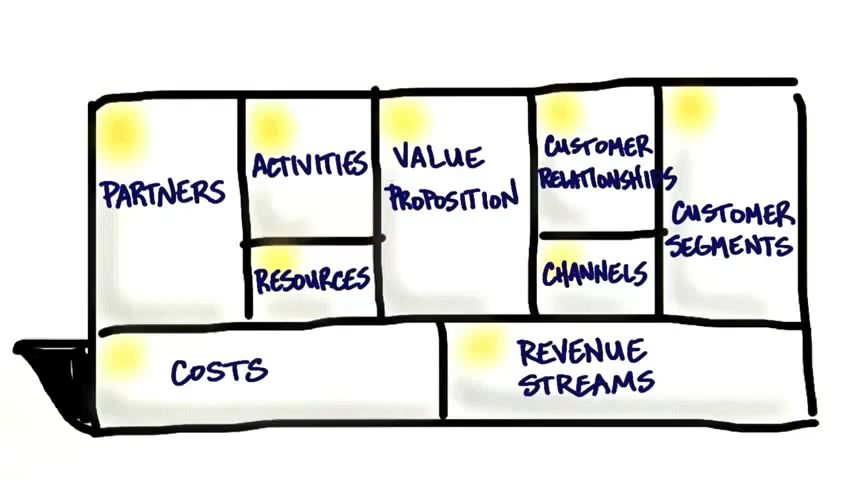 PARTNERS
ACTIVITIES
RESOURCES
VALUE
PROPOSITION
CUSTOMER
RELATIONSHIPS
CHANNELS
CUSTOMER
SEGMENTS
COSTS
REVENUE
STREAMS